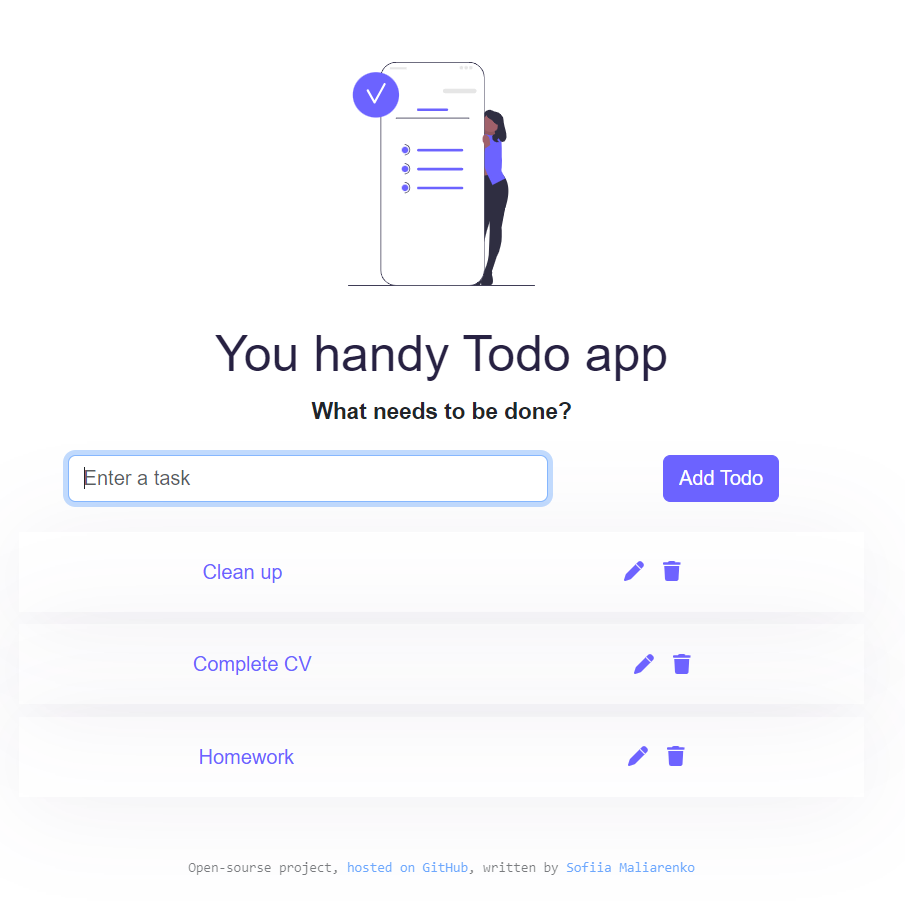 You handy Todo app
What needs to be done?
Enter a task
Add Todo
Clean up
Complete CV
Homework
Open-sourse project, hosted on GitHub, written by Sofiia Maliarenko